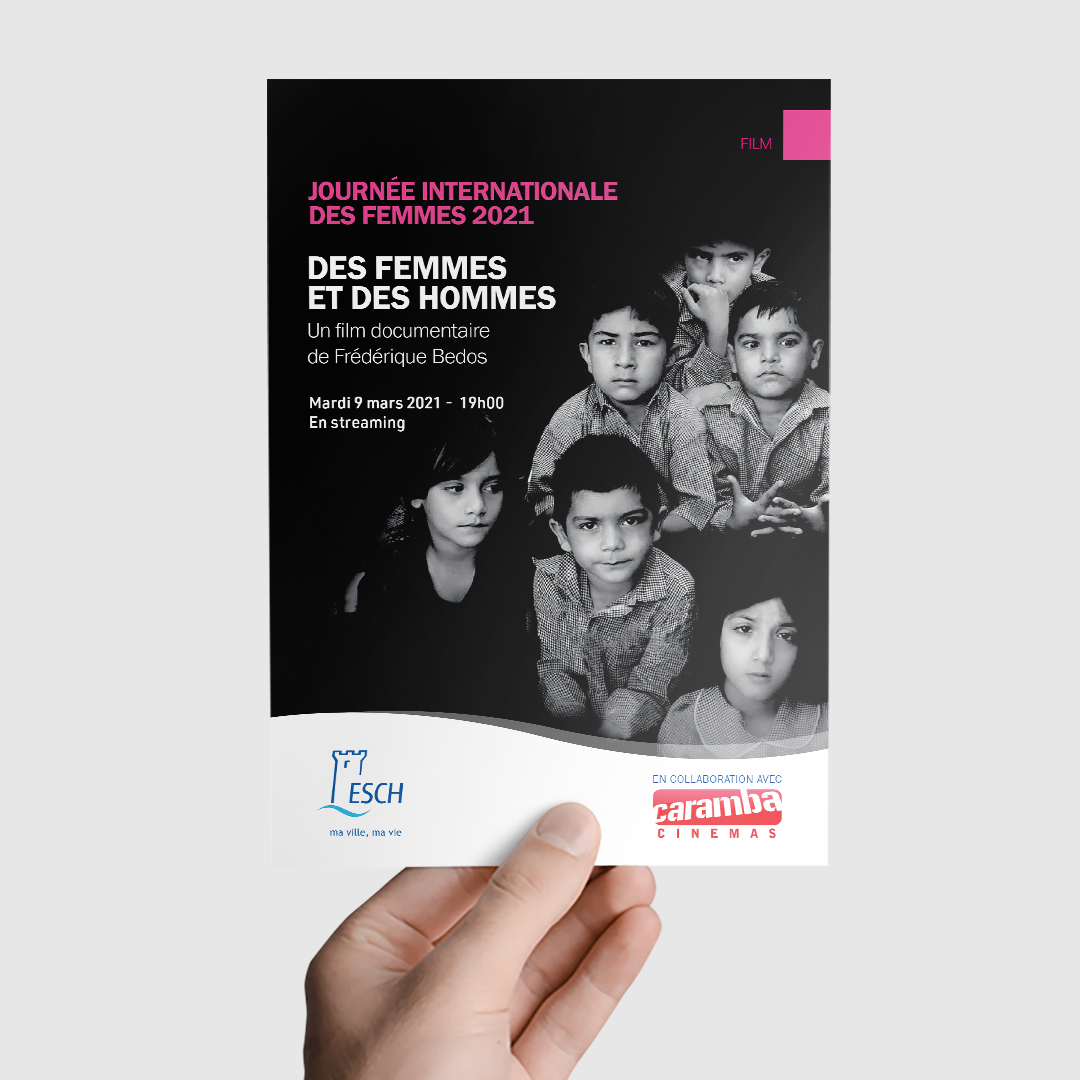 FILM
JOURNÉE INTERNATIONALE
DES FEMMES 2021
DES FEMMES
ET DES HOMMES
Un film documentaire
de Frédérique Bedos
Mardi 9 mars 2021 - 19h00
En streaming
ESCH
ma ville, ma vie
EN COLLABORATION AVEC
caramba
CINEMAS